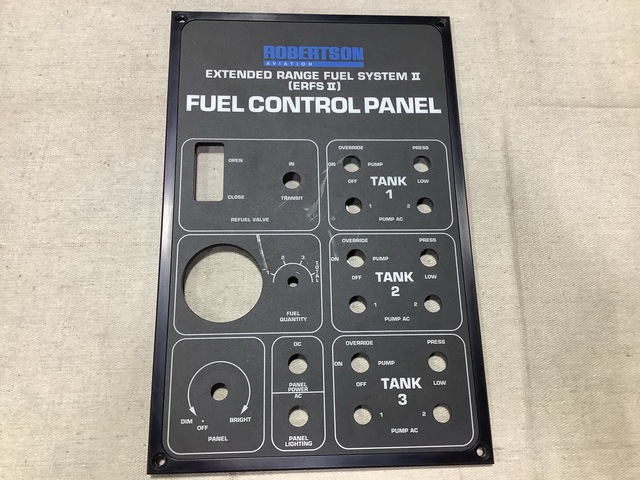 ROBERTSON
AVIATION
EXTENDED RANGE FUEL SYSTEM II
(ERFS II)
FUEL CONTROL PANEL
OPEN
CLOSE
IN
TRANSIT
REFUEL VALVE
OVERRIDE
PRESS
ON
PUMP
OFF
TANK
1
LOW
1
2
PUMP AC
1
2
3
TOTAL
FUEL
QUANTITY
OVERRIDE
PRESS
ON
PUMP
OFF
TANK
2
LOW
1
2
PUMP AC
DIM
OFF
BRIGHT
PANEL
DC
PANEL
POWER
AC
PANEL
LIGHTING
OVERRIDE
PRESS
ON
PUMP
OFF
TANK
3
LOW
1
2
PUMP AC